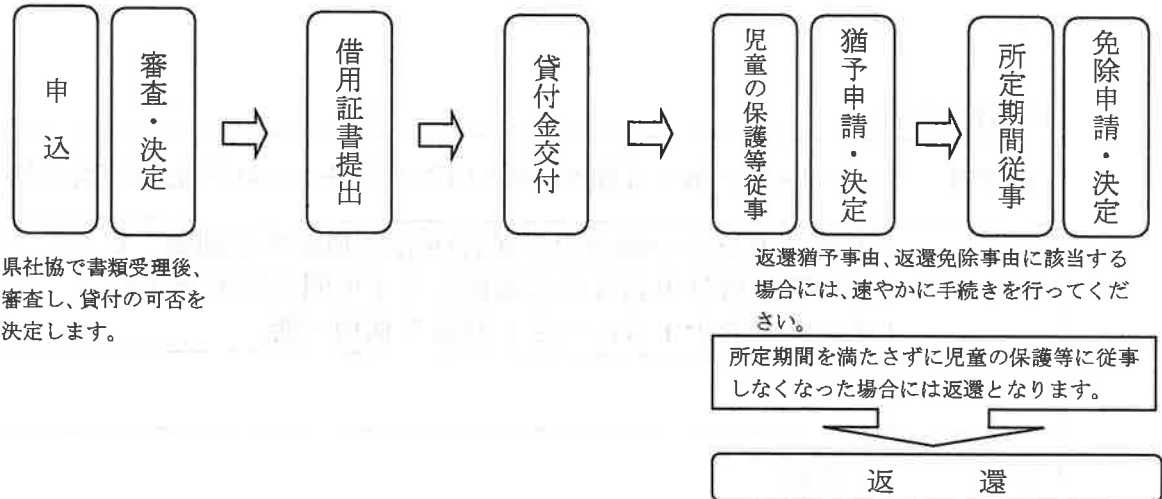 申込
審査・決定
借用証書提出
貸付金交付
児童の保護等従事
猶予申請・決定
所定期間従事
免除申請・決定
県社協で書類受理後、
審査し、貸付の可否を
決定します。
返還猶予事由、返還免除事由に該当する
場合には、速やかに手続きを行ってくだ
さい。
所定期間を満たさずに児童の保護等に従事
しなくなった場合には返還となります。
返還